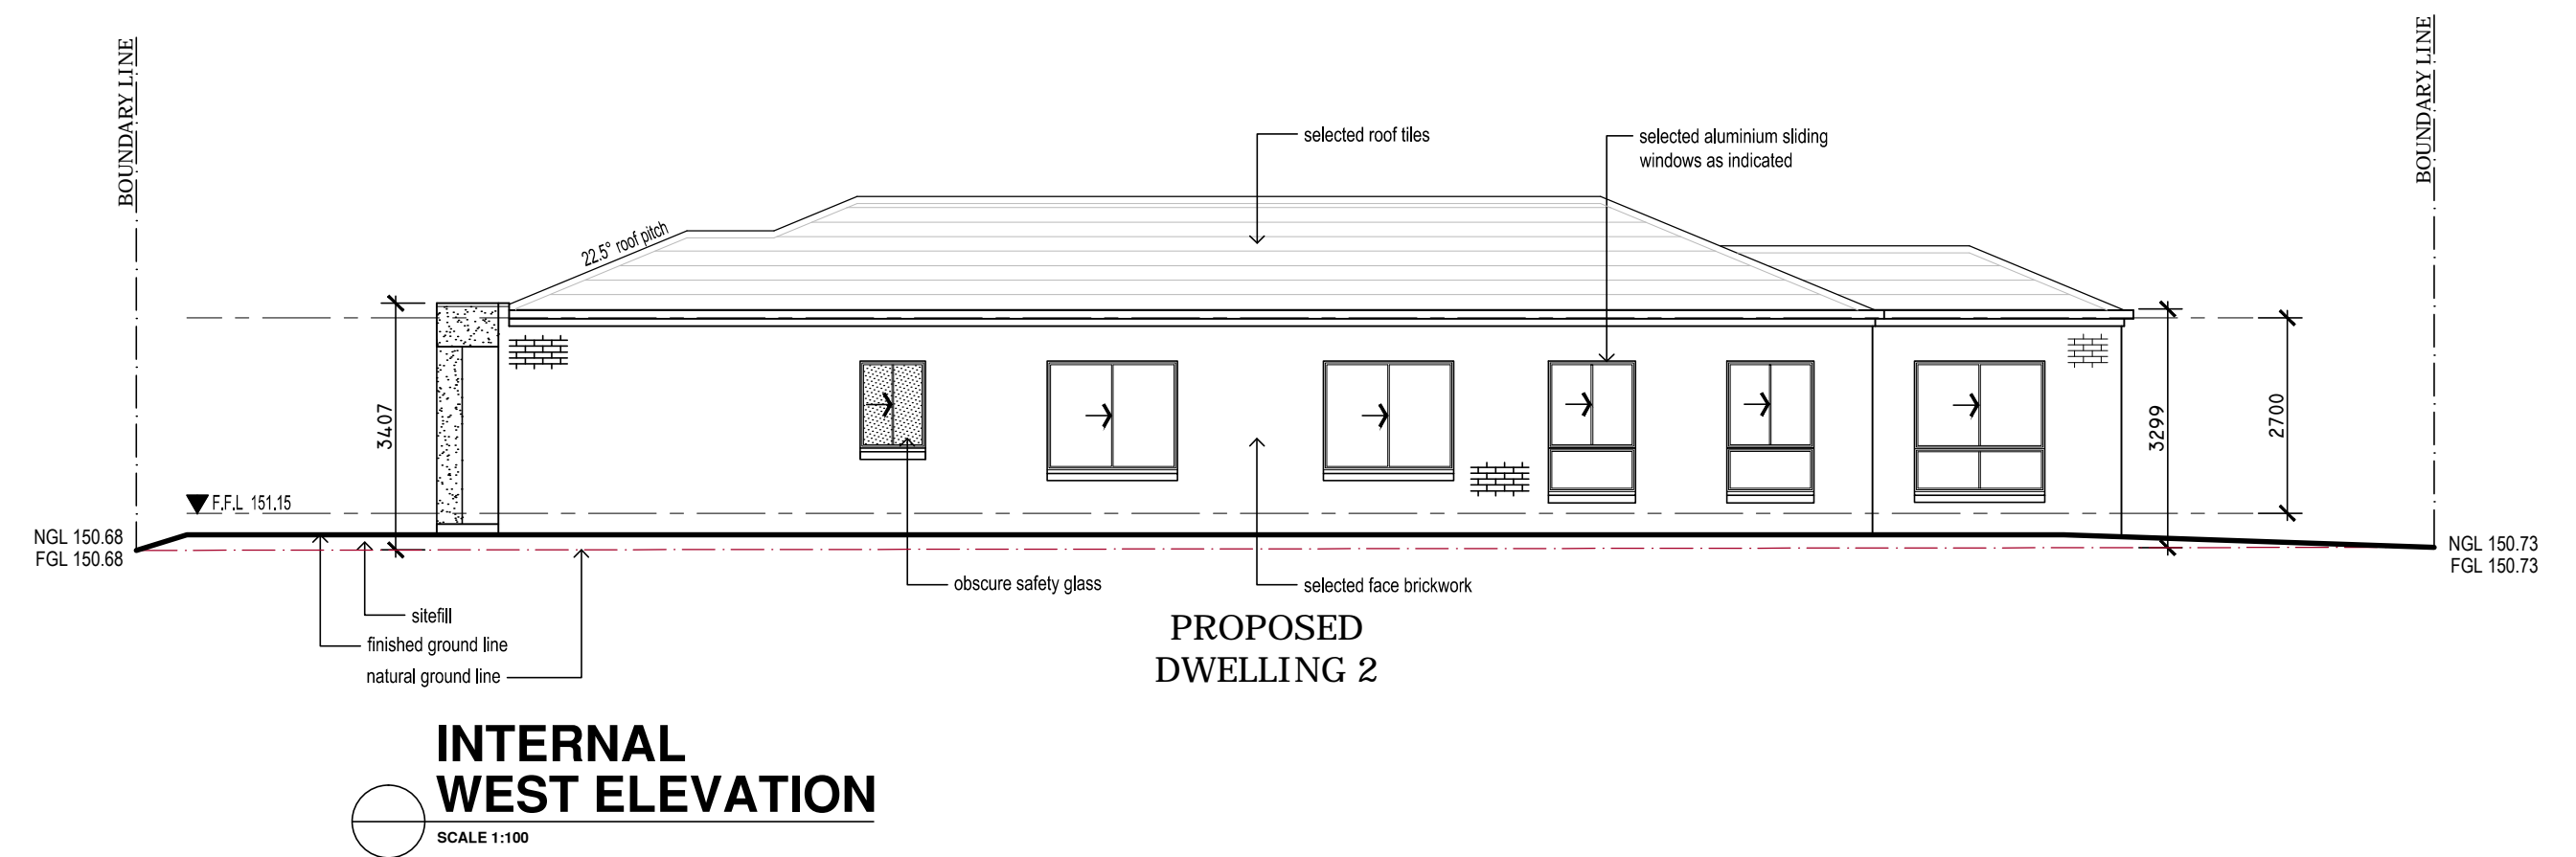 BOUNDARY LINE
BOUNDARY LINE
selected roof tiles
selected aluminium sliding
windows as indicated
22.5° roof pitch
3407
3299
2700
F.F.L 151.15
NGL 150.68
FGL 150.68
NGL 150.73
FGL 150.73
obscure safety glass
selected face brickwork
sitefill
finished ground line
natural ground line
PROPOSED
DWELLING 2
INTERNAL
WEST ELEVATION
SCALE 1:100